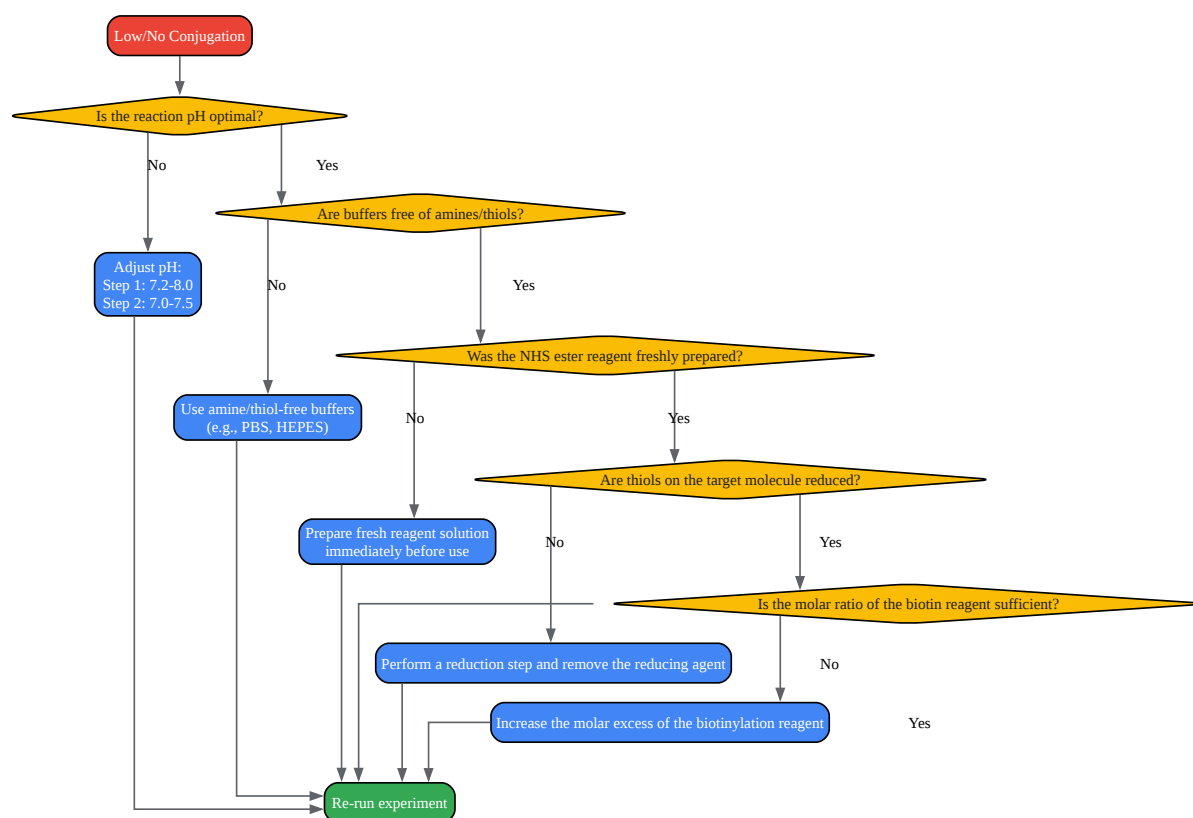 Low/No Conjugation
Is the reaction pH optimal?
No
Yes
Are buffers free of amines/thiols?
Adjust pH:
Step 1: 7.2-8.0
Step 2: 7.0-7.5
No
Yes
Was the NHS ester reagent freshly prepared?
Use amine/thiol-free buffers
(e.g., PBS, HEPES)
No
Yes
Are thiols on the target molecule reduced?
Prepare fresh reagent solution
immediately before use
No
Yes
Is the molar ratio of the biotin reagent sufficient?
Perform a reduction step and remove the reducing agent
No
Increase the molar excess of the biotinylation reagent
Yes
Re-run experiment